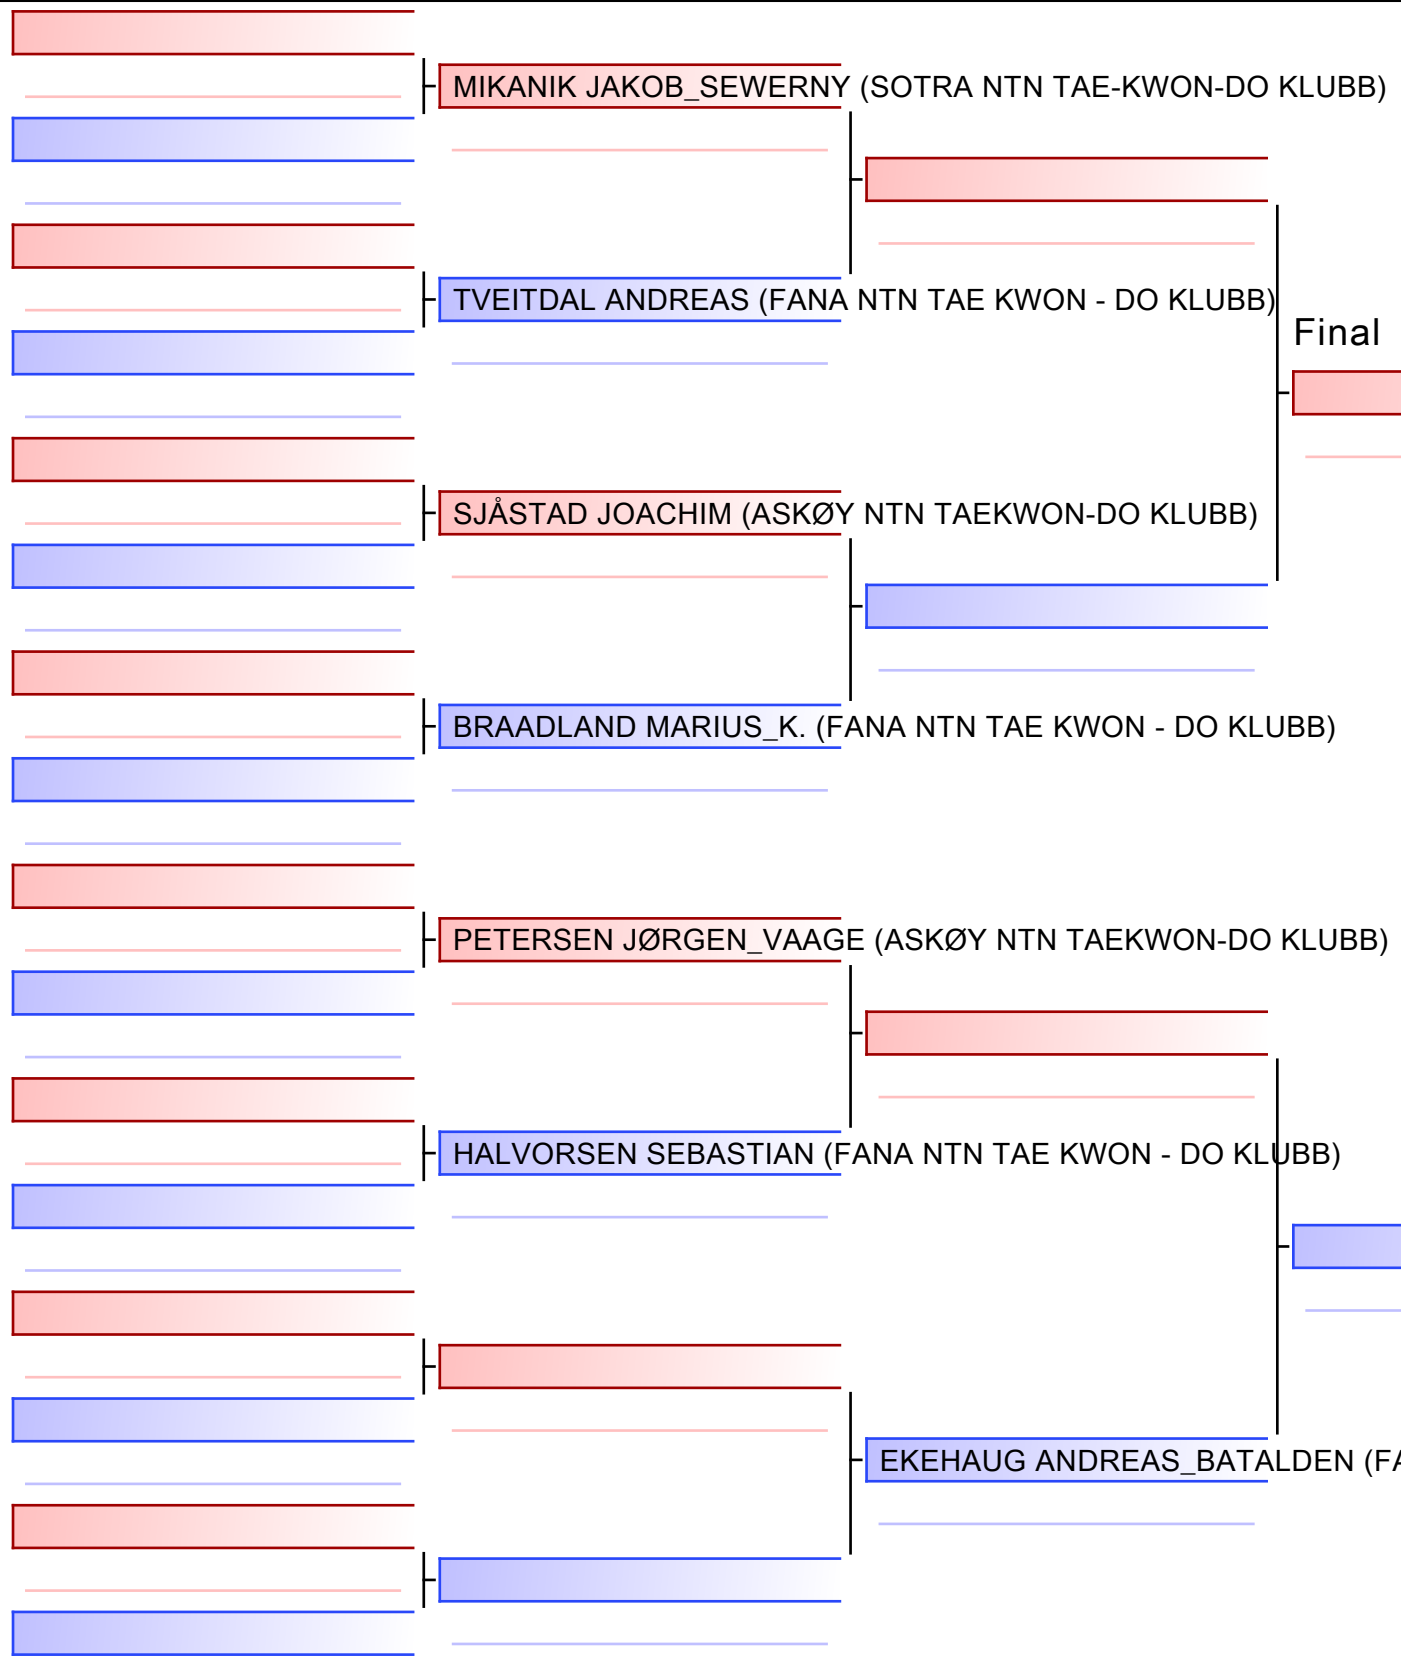 MIKANIK JAKOB_SEWERNY (SOTRA NTN TAE-KWON-DO KLUBB)
TVEITDAL ANDREAS (FANA NTN TAE KWON - DO KLUBB)
Final
SJÅSTAD JOACHIM (ASKØY NTN TAEKWON-DO KLUBB)
BRAADLAND MARIUS_K. (FANA NTN TAE KWON - DO KLUBB)
PETERSEN JØRGEN_VAAGE (ASKØY NTN TAEKWON-DO KLUBB)
HALVORSEN SEBASTIAN (FANA NTN TAE KWON - DO KLUBB)
EKEHAUG ANDREAS_BATALDEN